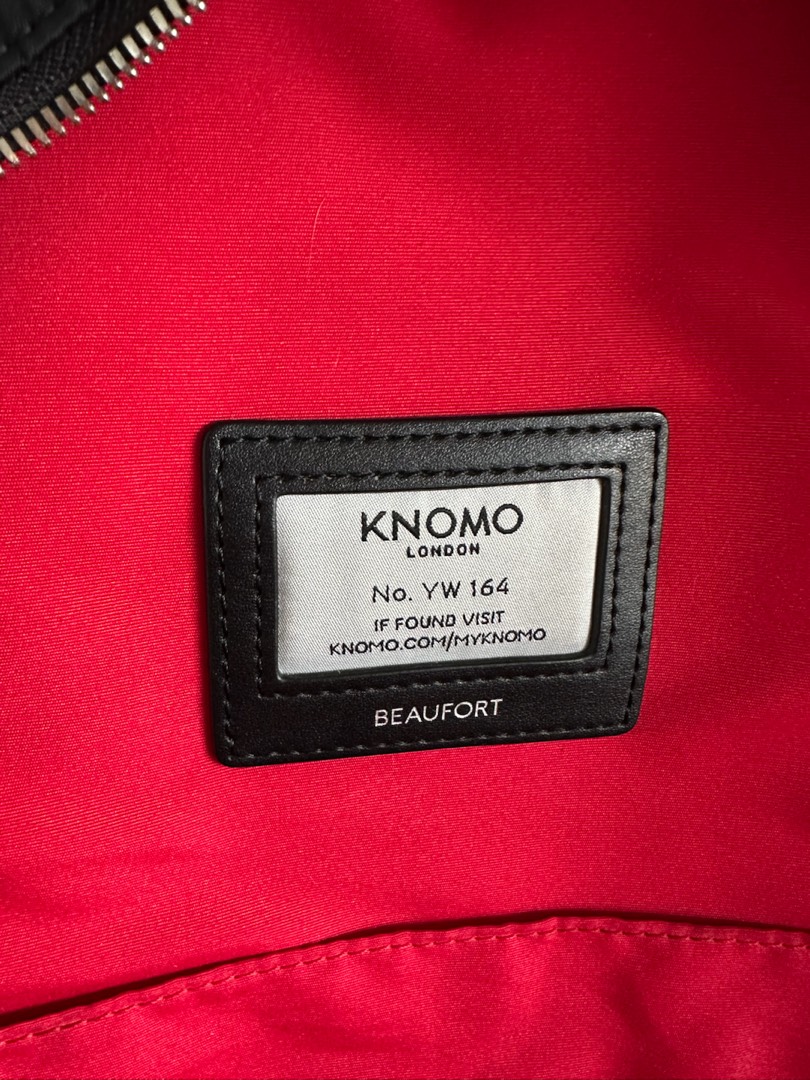 KNOMO
LONDON
No. YW 164
IF FOUND VISIT
KNOMO.COM/MYKNOMO
BEAUFORT